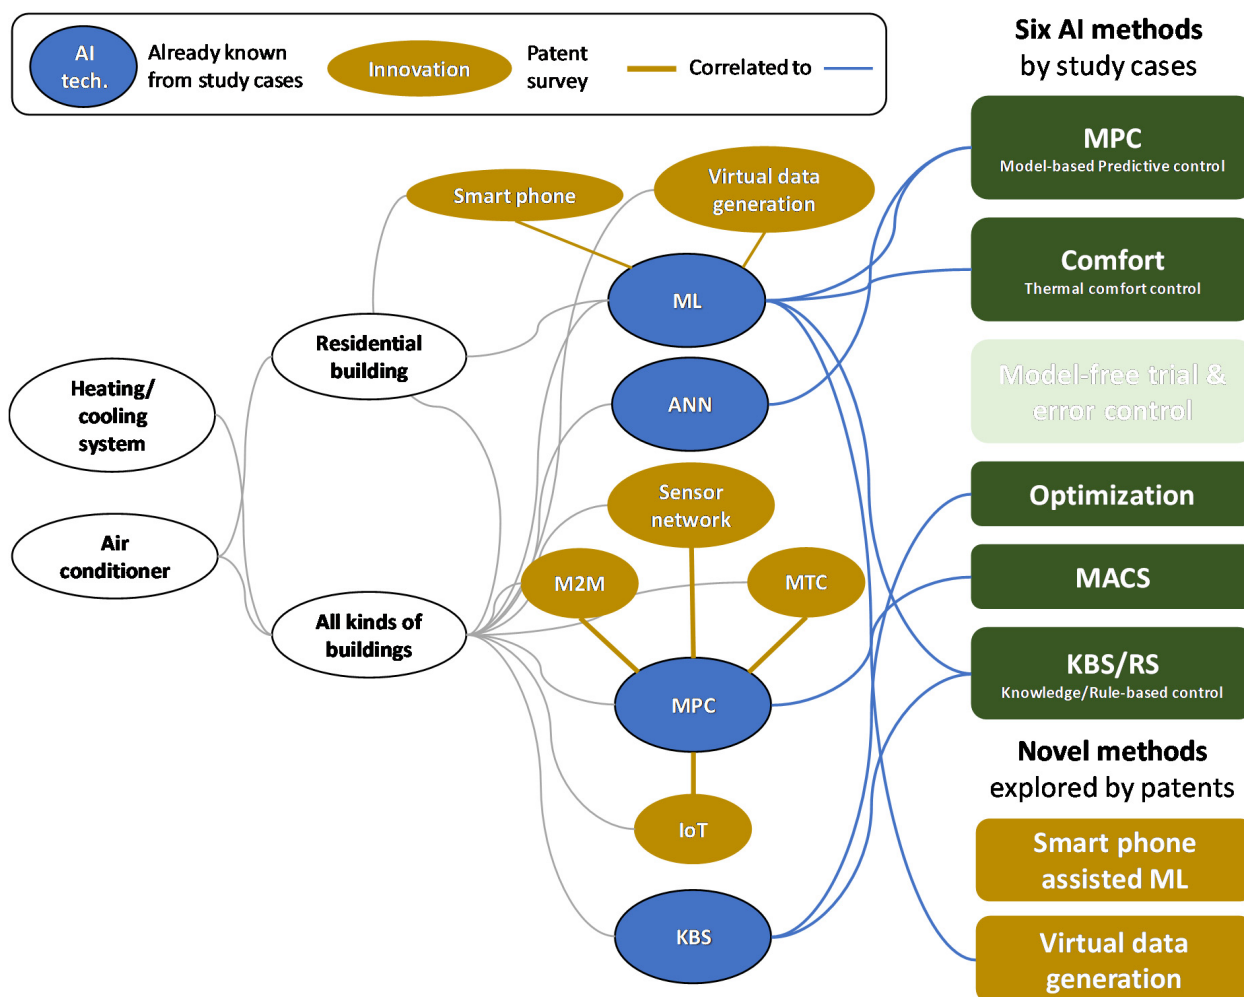 AI
tech.
Already known
from study cases
Innovation
Patent
survey
Correlated to
Six AI methods
by study cases
MPC
Model-based Predictive control
Comfort
Thermal comfort control
Model-free trial &
error control
Optimization
MACS
KBS/RS
Knowledge/Rule-based control
Novel methods
explored by patents
Smart phone
assisted ML
Virtual data
generation
Smart phone
Virtual data
generation
ML
ANN
Sensor
network
M2M
MTC
MPC
IoT
KBS
Residential
building
All kinds of
buildings
Heating/
cooling
system
Air
conditioner